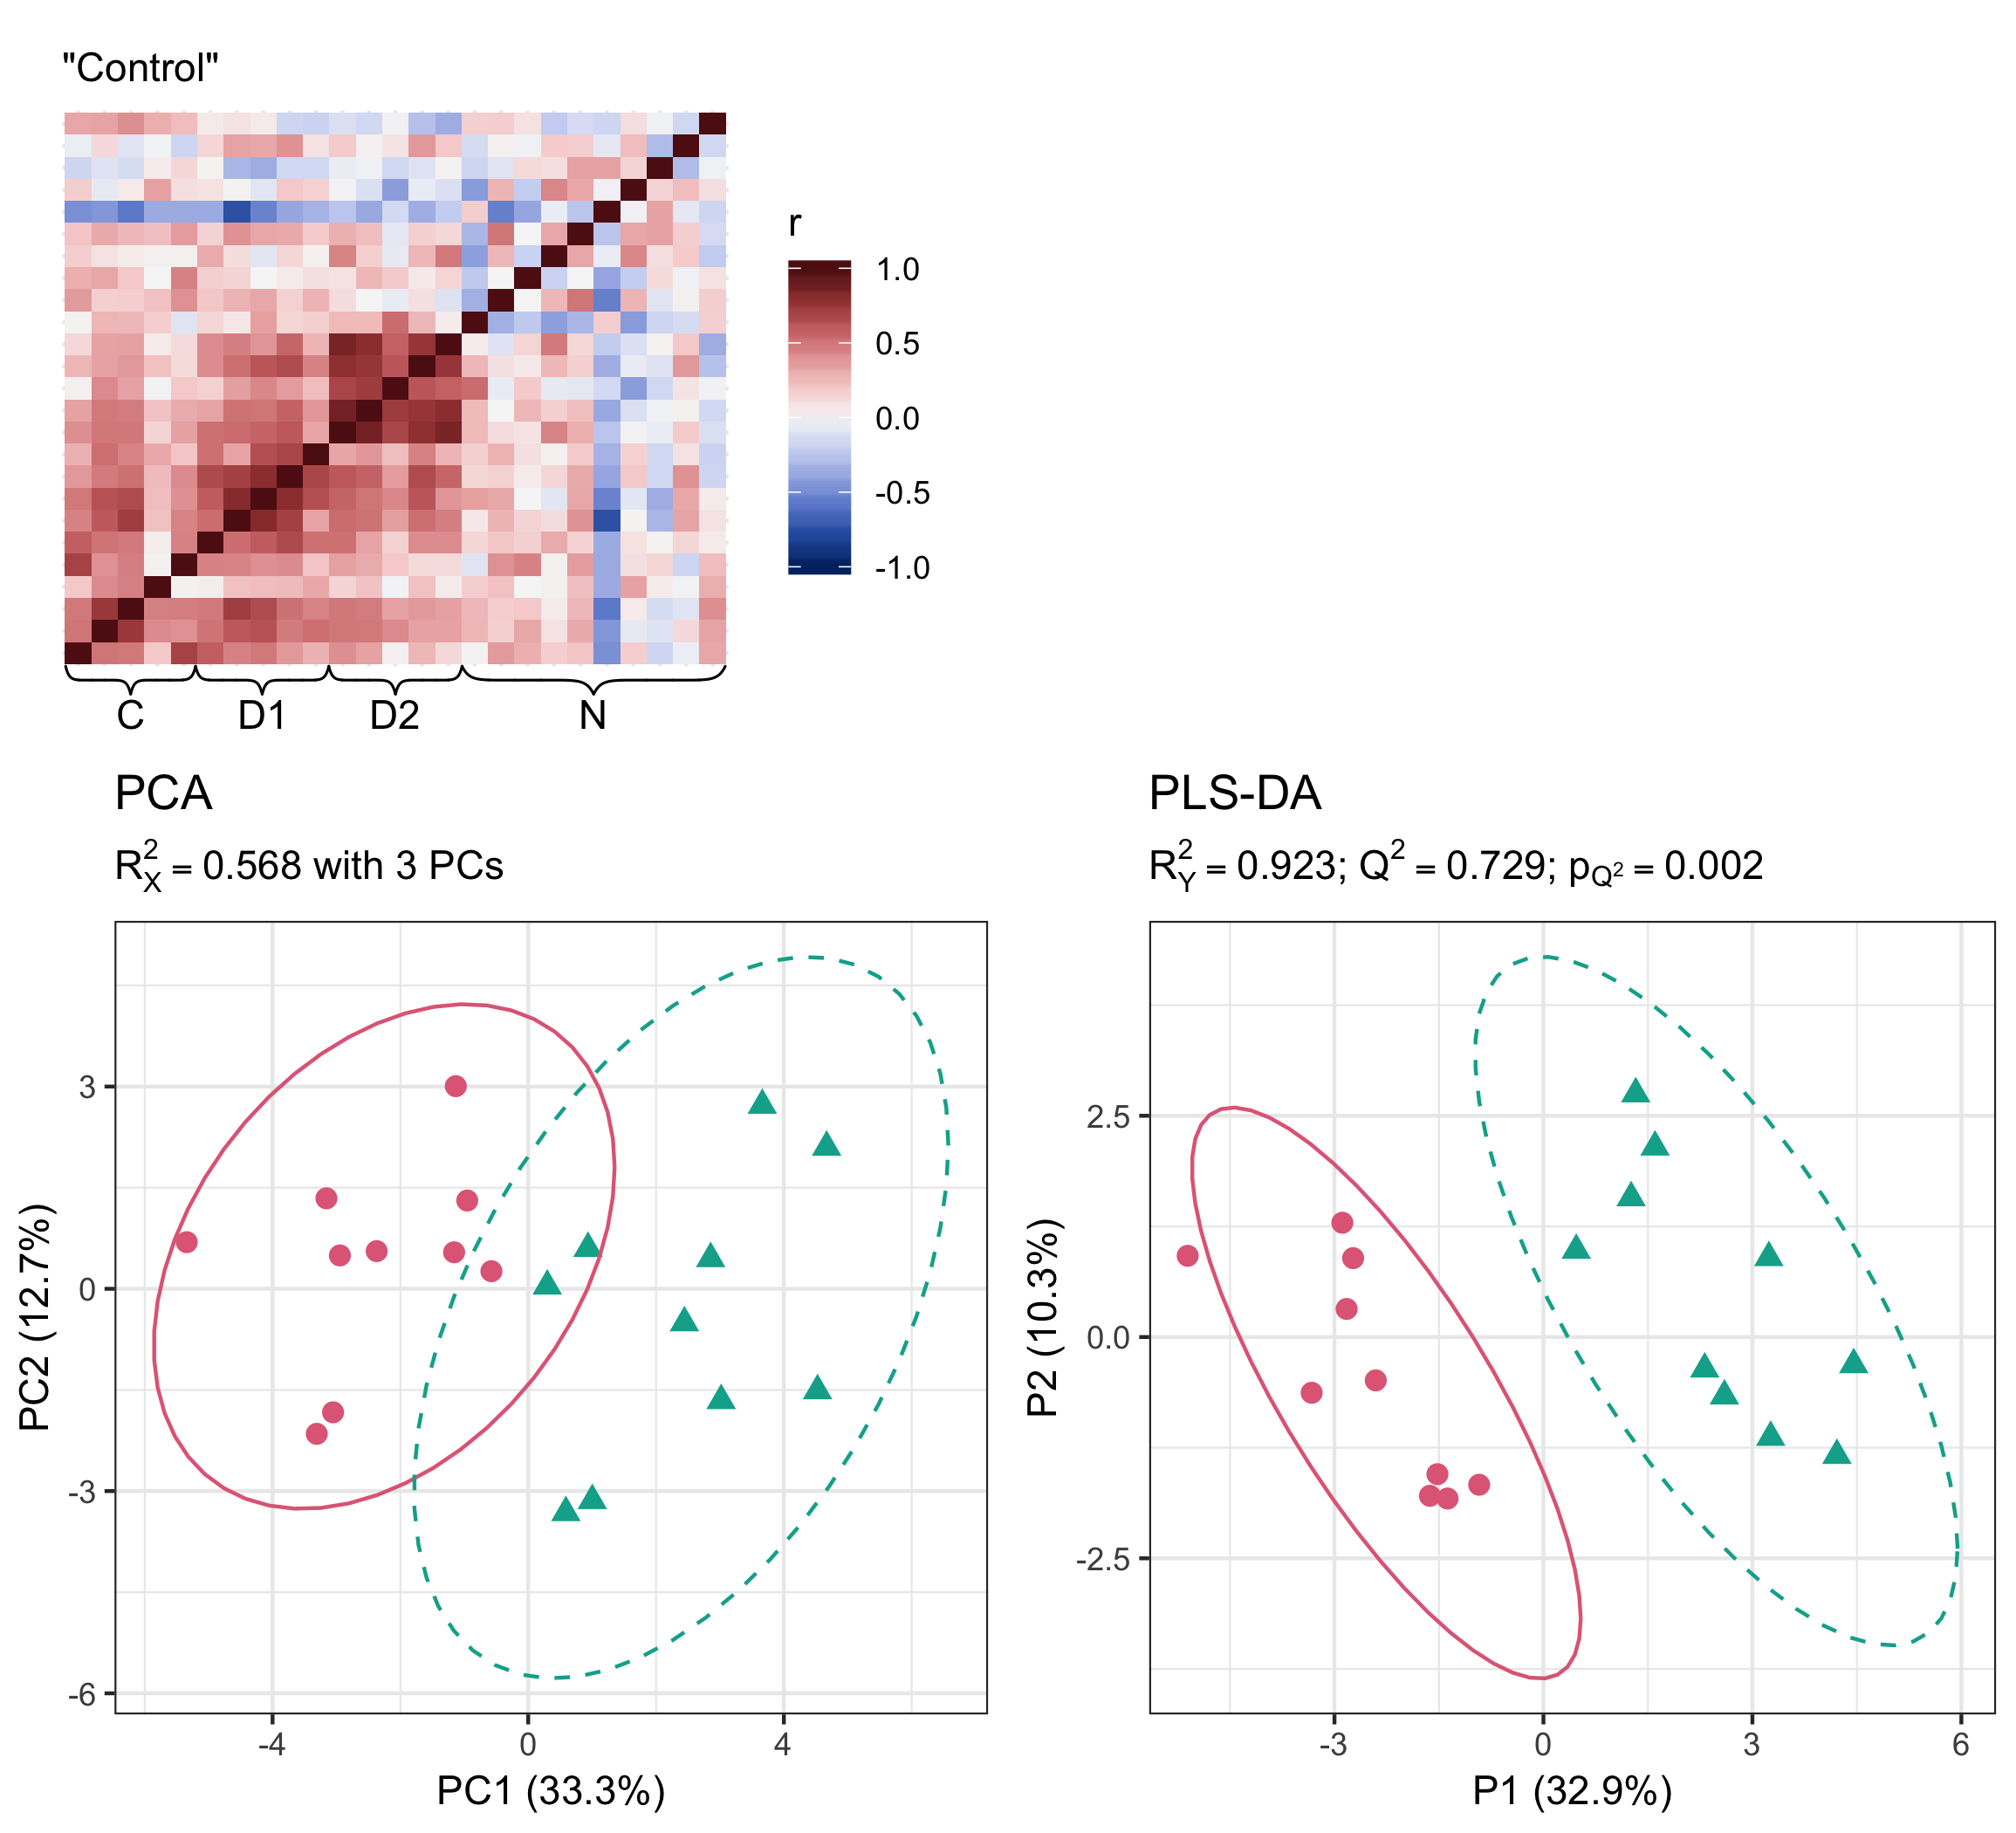 "Control"
r
1.0
0.5
0.0
-0.5
-1.0
C D1 D2 N
PCA
R²X = 0.568 with 3 PCs
PC2 (12.7%)
3
0
-3
-6
-4 0 4
PC1 (33.3%)
PLS-DA
R²Y = 0.923; Q² = 0.729; pQ² = 0.002
P2 (10.3%)
2.5
0.0
-2.5
-3 0 3 6
P1 (32.9%)